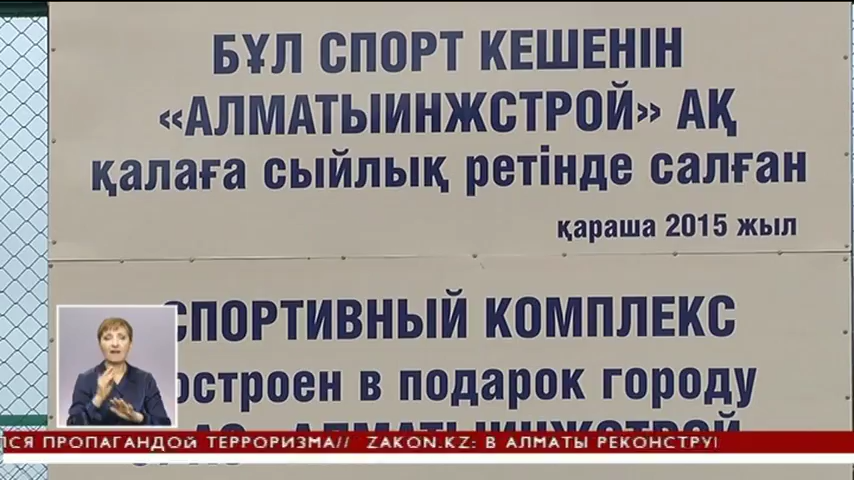 БҰЛ СПОРТ КЕШЕНІН
«АЛМАТЫИНЖСТРОЙ» АҚ
қалаға сыйлық ретінде салған
қараша 2015 жыл
СПОРТИВНЫЙ КОМПЛЕКС
построен в подарок городу
АЛМАТЫИНЖСТРОЙ
ПРОПАГАНДОЙ ТЕРРОРИЗМА// ZAKON.KZ: В АЛМАТЫ